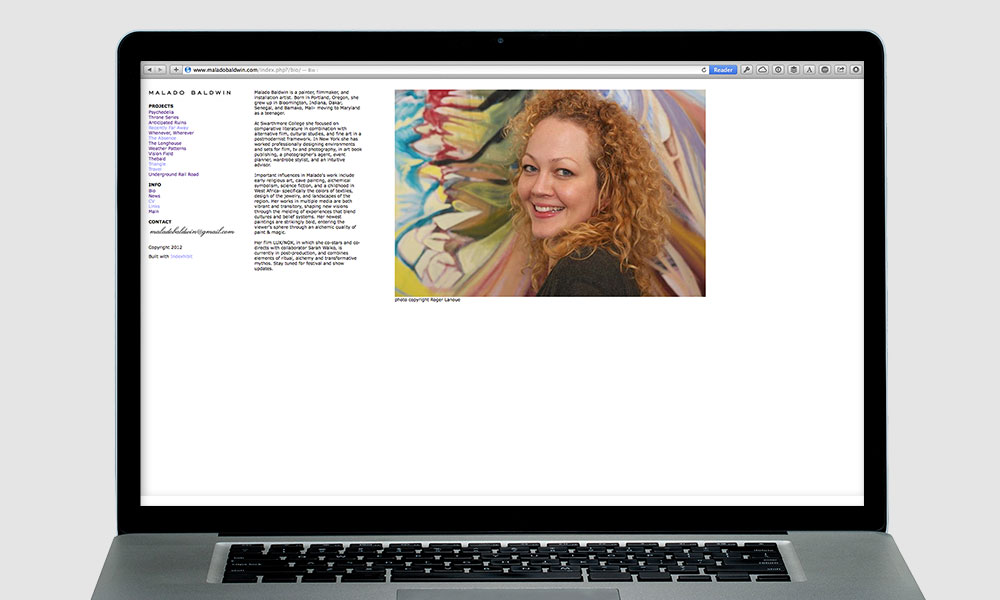 www.maladobaldwin.com/index.php?/bio/
Reader
MALADO BALDWIN
PROJECTS
Psychedelia
Throne Series
Anticipated Ruins
Recently Far Away
Whenever, Wherever
The Absence
The Longhouse
Weather Patterns
Vision Field
Thebaid
Triangle
Travel
Underground Rail Road
INFO
Bio
News
CV
Links
Main
CONTACT
maladobaldwin@gmail.com
Copyright 2012
Built with Indexhibit
Malado Baldwin is a painter, filmmaker, and
installation artist. Born in Portland, Oregon, she
grew up in Bloomington, Indiana, Dakar,
Senegal, and Bamako, Mali- moving to Maryland
as a teenager.
At Swarthmore College she focused on
comparative literature in combination with
alternative film, cultural studies, and fine art in a
postmodernist framework. In New York she has
worked professionally designing environments
and sets for film, tv and photography, in art book
publishing, a photographer's agent, event
planner, wardrobe stylist, and an intuitive
advisor.
Important influences in Malado's work include
early religious art, cave painting, alchemical
symbolism, science fiction, and a childhood in
West Africa- specifically the colors of textiles,
design of the jewelry, and landscapes of the
region. Her works in multiple media are both
vibrant and transitory, shaping new visions
through the melding of experiences that blend
cultures and belief systems. Her newest
paintings are strikingly bold, entering the
viewer's sphere through an alchemic quality of
paint & magic.
Her film LUX/NOX, in which she co-stars and co-
directs with collaborator Sarah Walko, is
currently in post-production, and combines
elements of ritual, alchemy and transformative
mythos. Stay tuned for festival and show
updates.
photo copyright Roger Lanoue